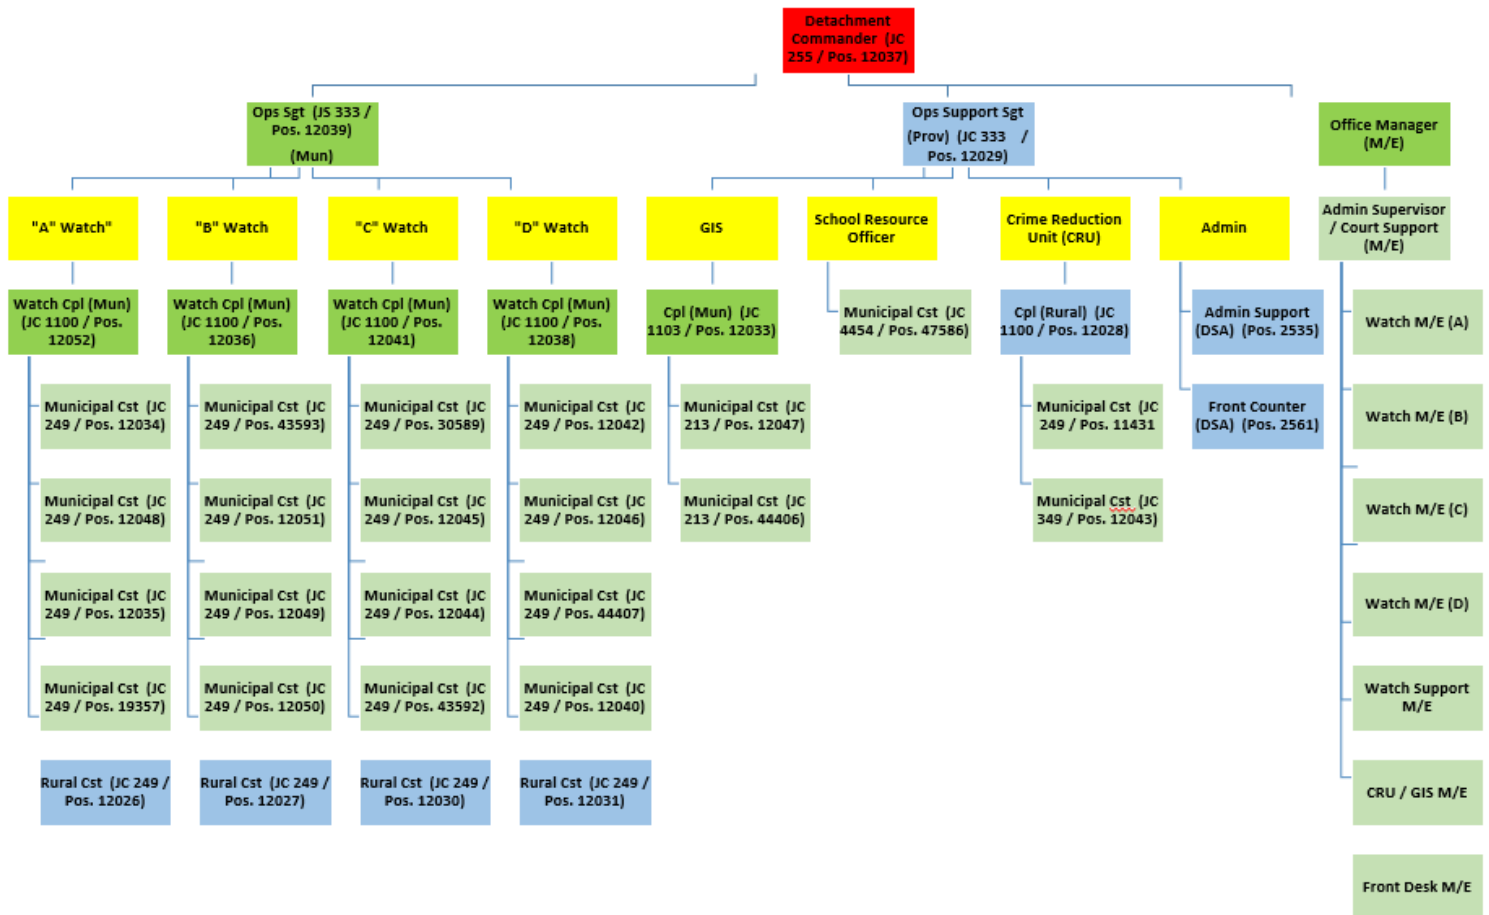 Detachment
Commander (JC
255 / Pos. 12037)
Ops Sgt (JS 333 /
Pos. 12039)
(Mun)
Ops Support Sgt
(Prov) (JC 333 /
Pos. 12029)
Office Manager
(M/E)
"A" Watch"
"B" Watch
"C" Watch
"D" Watch
GIS
School Resource
Officer
Crime Reduction
Unit (CRU)
Admin
Admin Supervisor
/ Court Support
(M/E)
Watch Cpl (Mun)
(JC 1100 / Pos.
12052)
Watch Cpl (Mun)
(JC 1100 / Pos.
12036)
Watch Cpl (Mun)
(JC 1100 / Pos.
12041)
Watch Cpl (Mun)
(JC 1100 / Pos.
12038)
Cpl (Mun) (JC
1103 / Pos. 12033)
Municipal Cst (JC
4454 / Pos. 47586)
Cpl (Rural) (JC
1100 / Pos. 12028)
Admin Support
(DSA) (Pos. 2535)
Watch M/E (A)
Municipal Cst (JC
249 / Pos. 12034)
Municipal Cst (JC
249 / Pos. 43593)
Municipal Cst (JC
249 / Pos. 30589)
Municipal Cst (JC
249 / Pos. 12042)
Municipal Cst (JC
213 / Pos. 12047)
Municipal Cst (JC
249 / Pos. 11431
Front Counter
(DSA) (Pos. 2561)
Watch M/E (B)
Municipal Cst (JC
249 / Pos. 12048)
Municipal Cst (JC
249 / Pos. 12051)
Municipal Cst (JC
249 / Pos. 12045)
Municipal Cst (JC
249 / Pos. 12046)
Municipal Cst (JC
213 / Pos. 44406)
Municipal Cst (JC
349 / Pos. 12043)
Watch M/E (C)
Municipal Cst (JC
249 / Pos. 12035)
Municipal Cst (JC
249 / Pos. 12049)
Municipal Cst (JC
249 / Pos. 12044)
Municipal Cst (JC
249 / Pos. 44407)
Watch M/E (D)
Municipal Cst (JC
249 / Pos. 19357)
Municipal Cst (JC
249 / Pos. 12050)
Municipal Cst (JC
249 / Pos. 43592)
Municipal Cst (JC
249 / Pos. 12040)
Watch Support
M/E
Rural Cst (JC 249 /
Pos. 12026)
Rural Cst (JC 249 /
Pos. 12027)
Rural Cst (JC 249 /
Pos. 12030)
Rural Cst (JC 249 /
Pos. 12031)
CRU / GIS M/E
Front Desk M/E